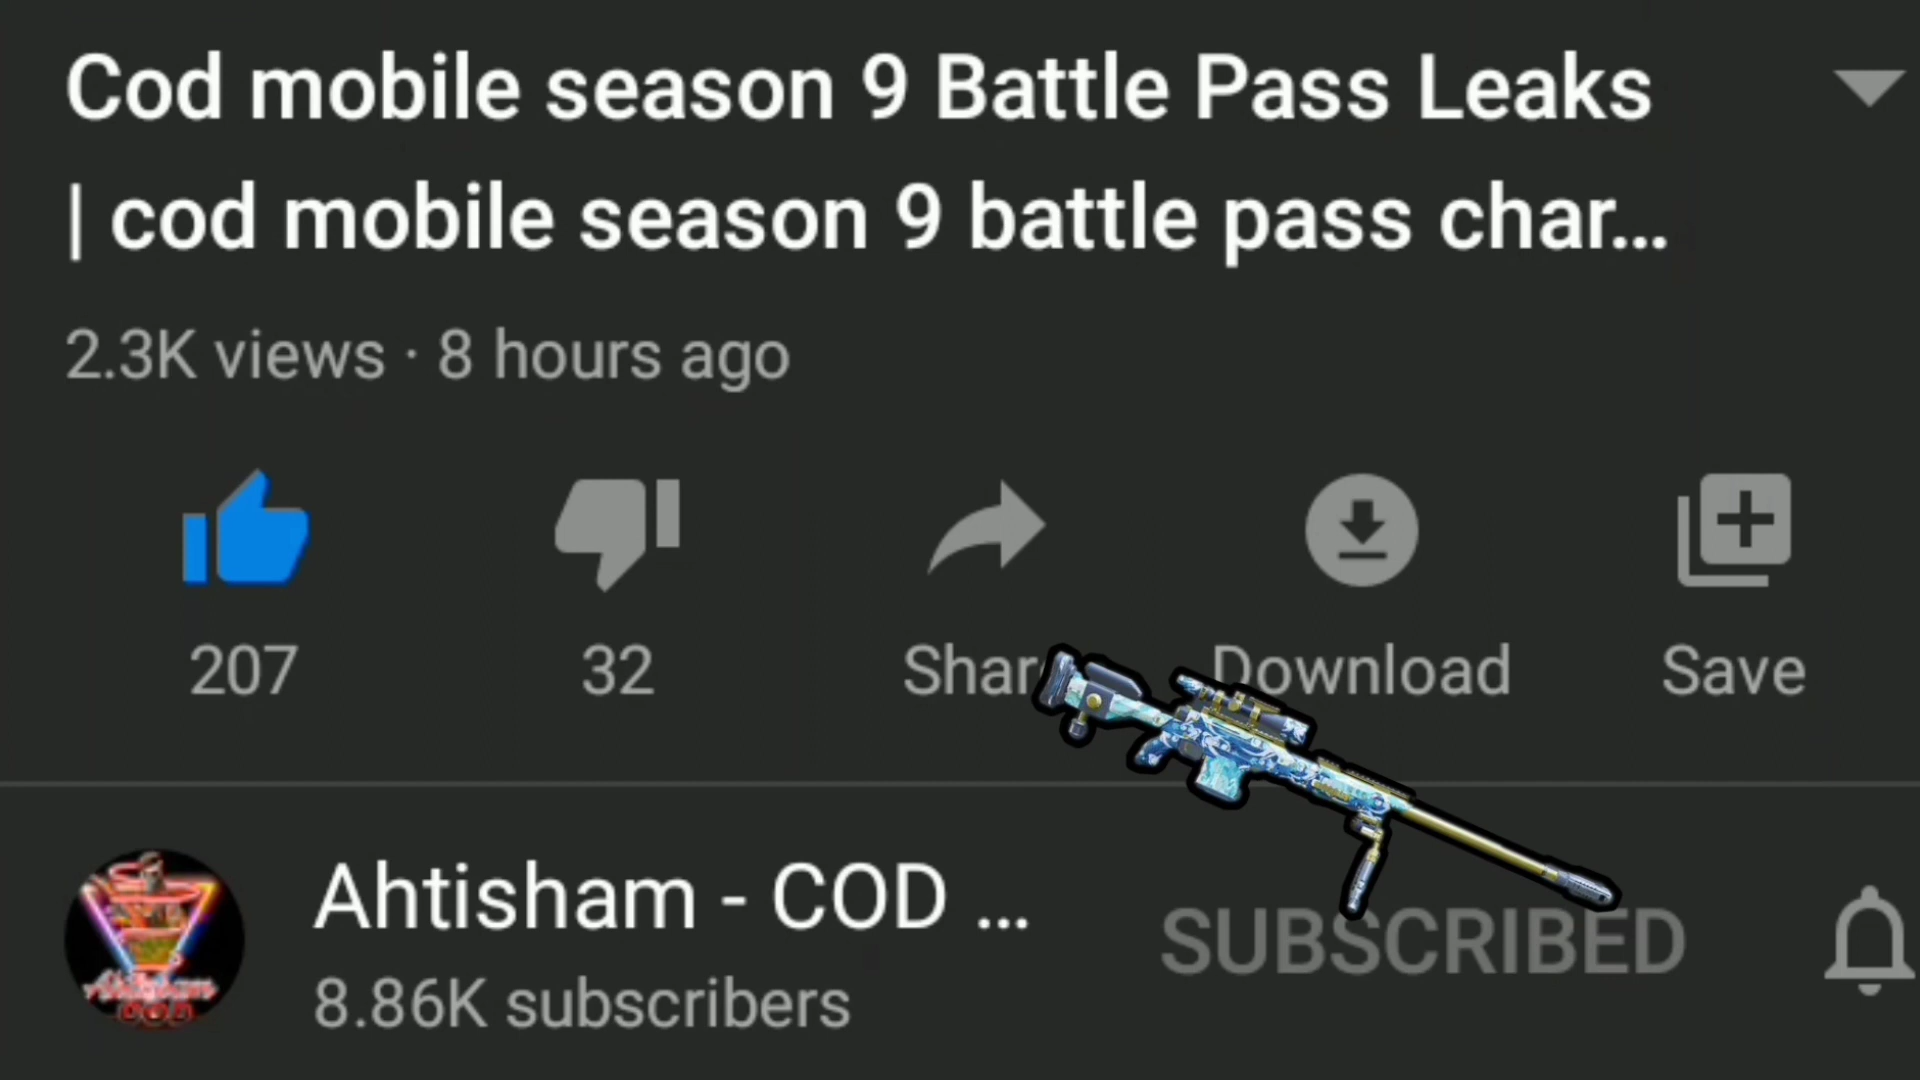 Cod mobile season 9 Battle Pass Leaks
| cod mobile season 9 battle pass char...
2.3K views · 8 hours ago
207
32
Shar
Download
Save
Ahtisham - COD ...
SUBSCRIBED
8.86K subscribers